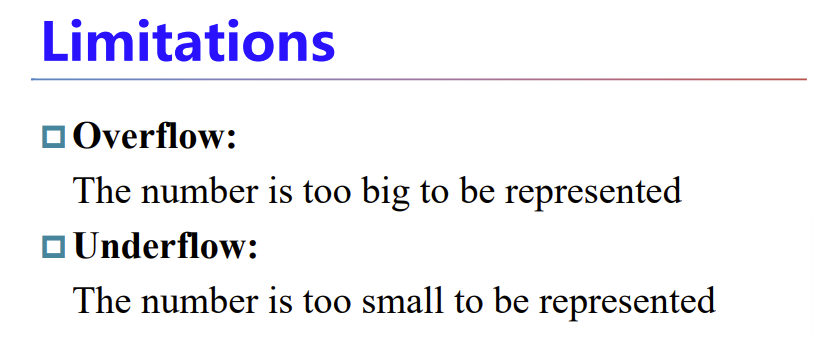 Limitations
Overflow:
The number is too big to be represented
Underflow:
The number is too small to be represented